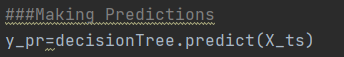 ###Making Predictions
y_pr=decisionTree.predict(X_ts)